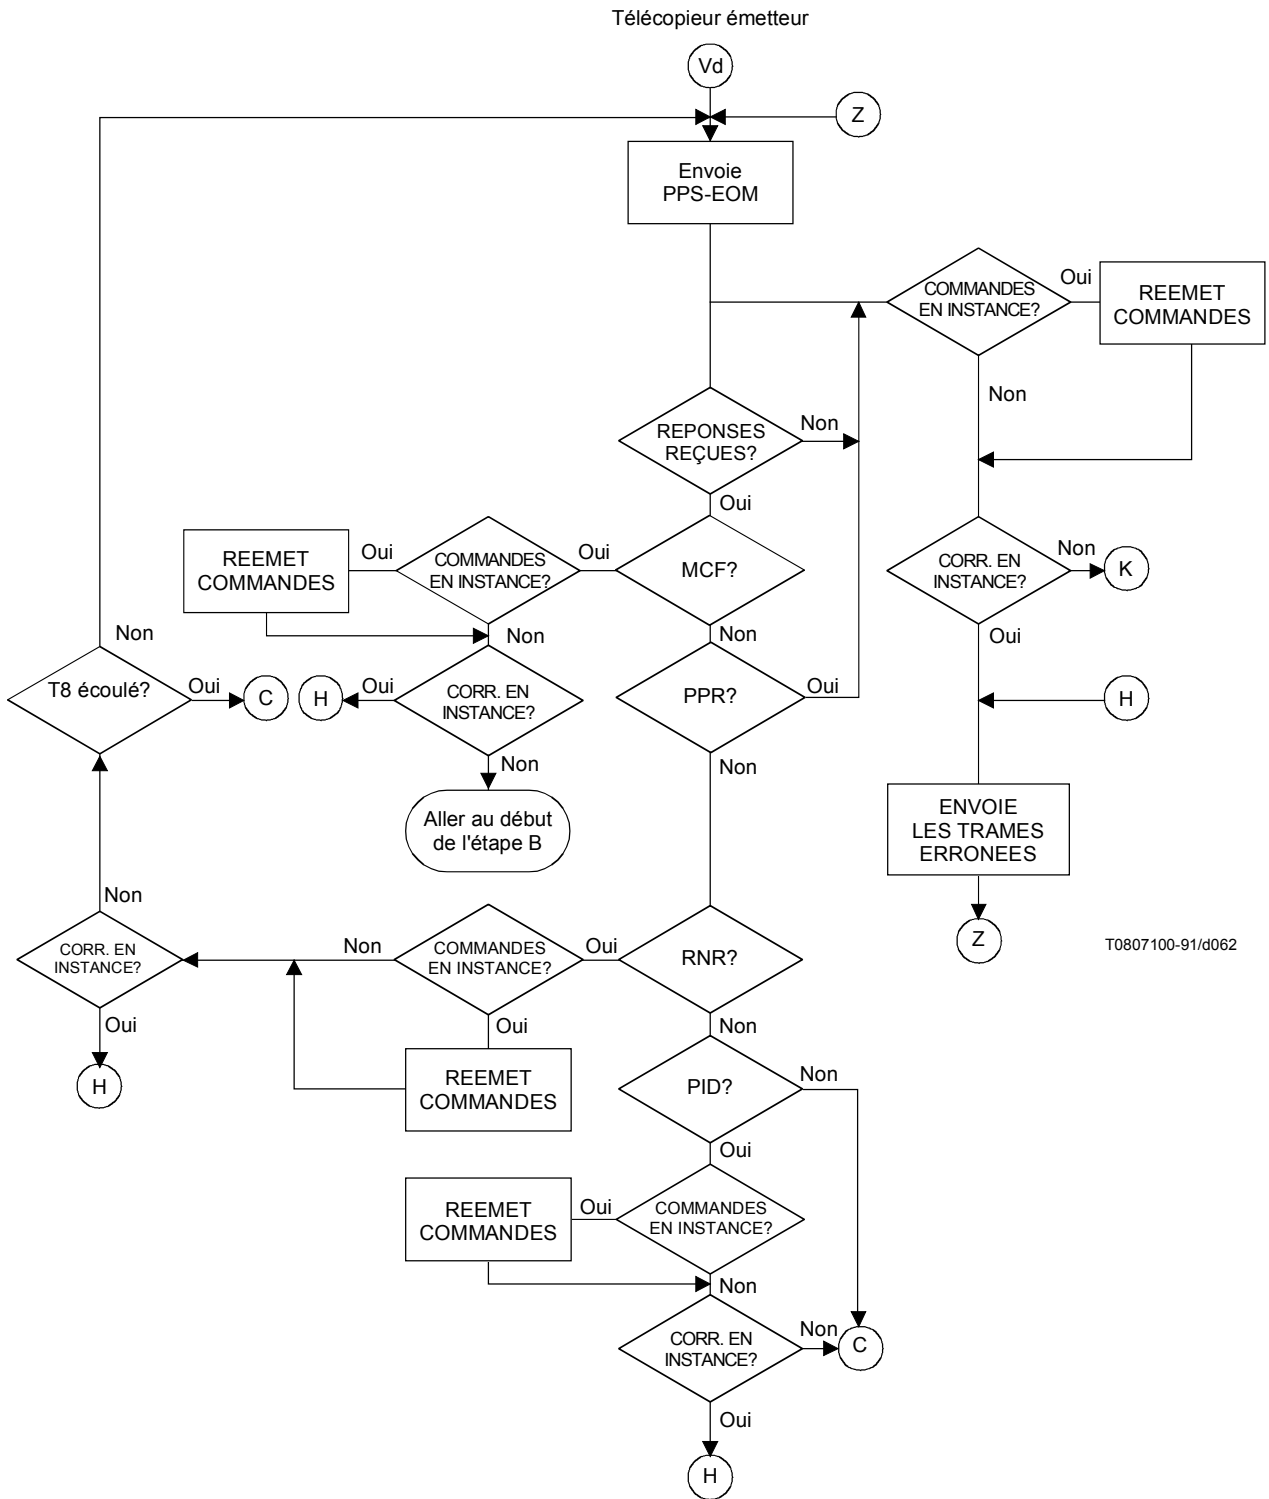 Télécopieur émetteur
Vd
Z
Envoie
PPS-EOM
COMMANDES
EN INSTANCE?
Oui
REEMET
COMMANDES
Non
REPONSES
REÇUES?
Non
Oui
REEMET
COMMANDES
Oui
COMMANDES
EN INSTANCE?
Oui
MCF?
CORR. EN
INSTANCE?
Non
K
Non
Non
Non
Oui
T8 écoulé?
Oui
C
H
Oui
CORR. EN
INSTANCE?
PPR?
Oui
H
Non
Non
Aller au début
de l'étape B
ENVOIE
LES TRAMES
ERRONEES
Non
CORR. EN
INSTANCE?
Non
COMMANDES
EN INSTANCE?
Oui
RNR?
Z
T0807100-91/d062
Oui
Oui
Non
H
REEMET
COMMANDES
PID?
Non
Oui
REEMET
COMMANDES
Oui
COMMANDES
EN INSTANCE?
Non
CORR. EN
INSTANCE?
Non
C
Oui
H